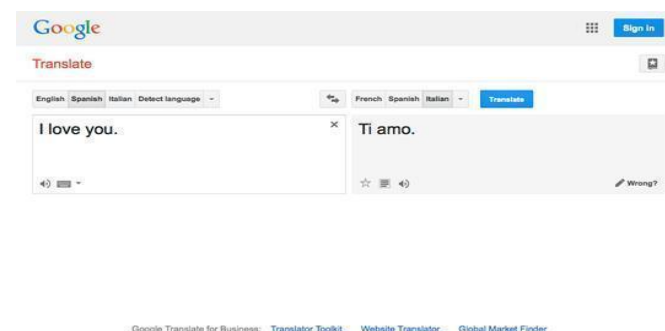 Google Sign in
Translate
English Spanish Italian Detect language French Spanish Italian Translate
I love you. Ti amo.
Wrong?
Google Translate for Business: Translator Toolkit Website Translator Global Market Finder